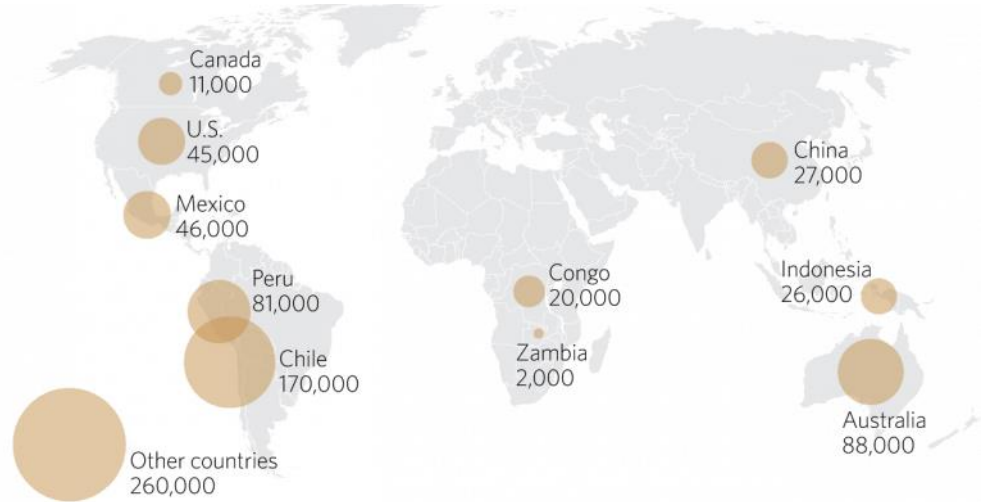 Canada
11,000
U.S.
45,000
Mexico
46,000
Peru
81,000
Chile
170,000
Other countries
260,000
Congo
20,000
Zambia
2,000
China
27,000
Indonesia
26,000
Australia
88,000